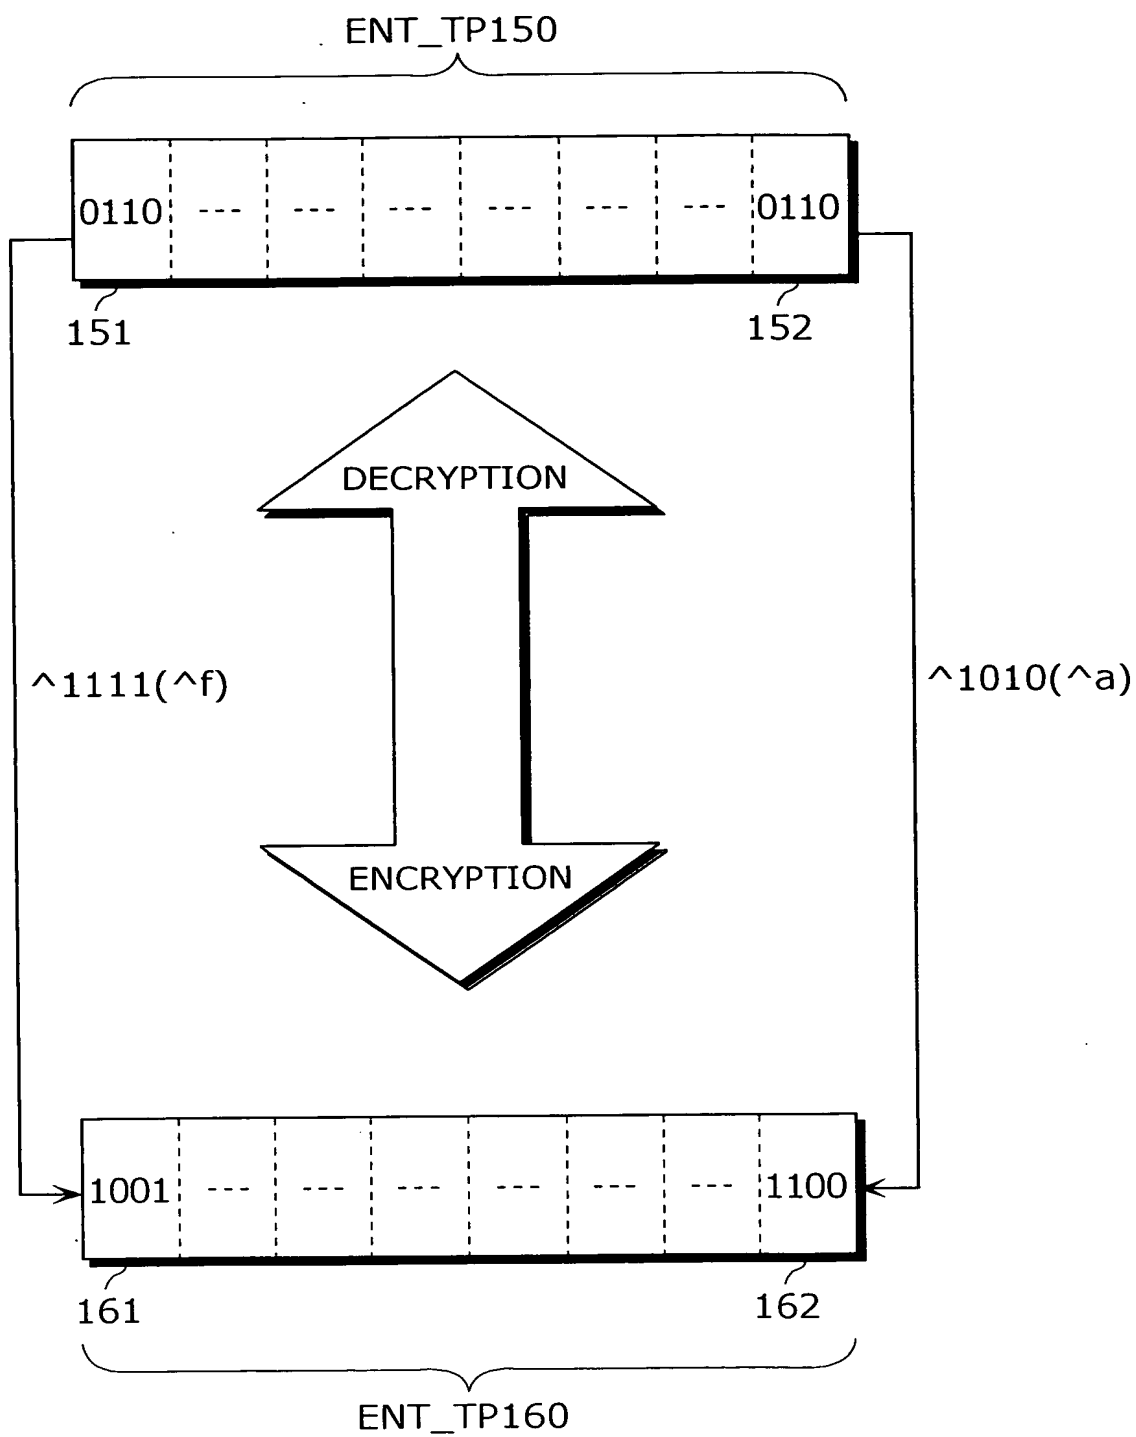 ENT_TP150
0110 --- --- --- --- --- --- 0110
151 152
DECRYPTION
^1111(^f) ^1010(^a)
ENCRYPTION
1001 --- --- --- --- --- --- 1100
161 162
ENT_TP160